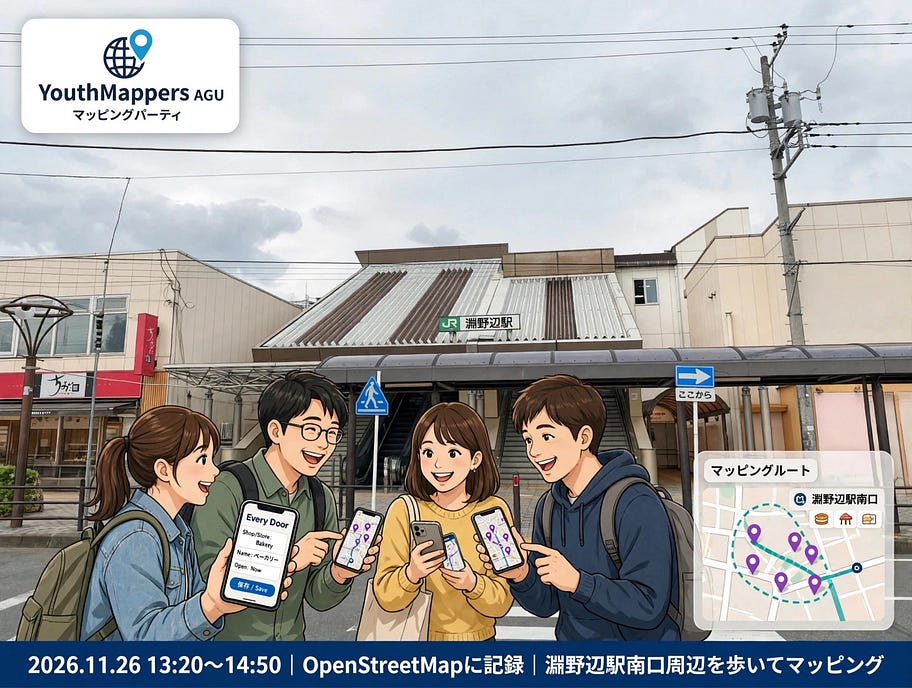 YouthMappers AGU
マッピングパーティ
JR 淵野辺駅
ここから
Every Door
Shop/Store:
Bakery
Name: ベーカリー
Open: Now
保存 / Save
マッピングルート
淵野辺駅南口
2026.11.26 13:20〜14:50｜OpenStreetMapに記録｜淵野辺駅南口周辺を歩いてマッピング